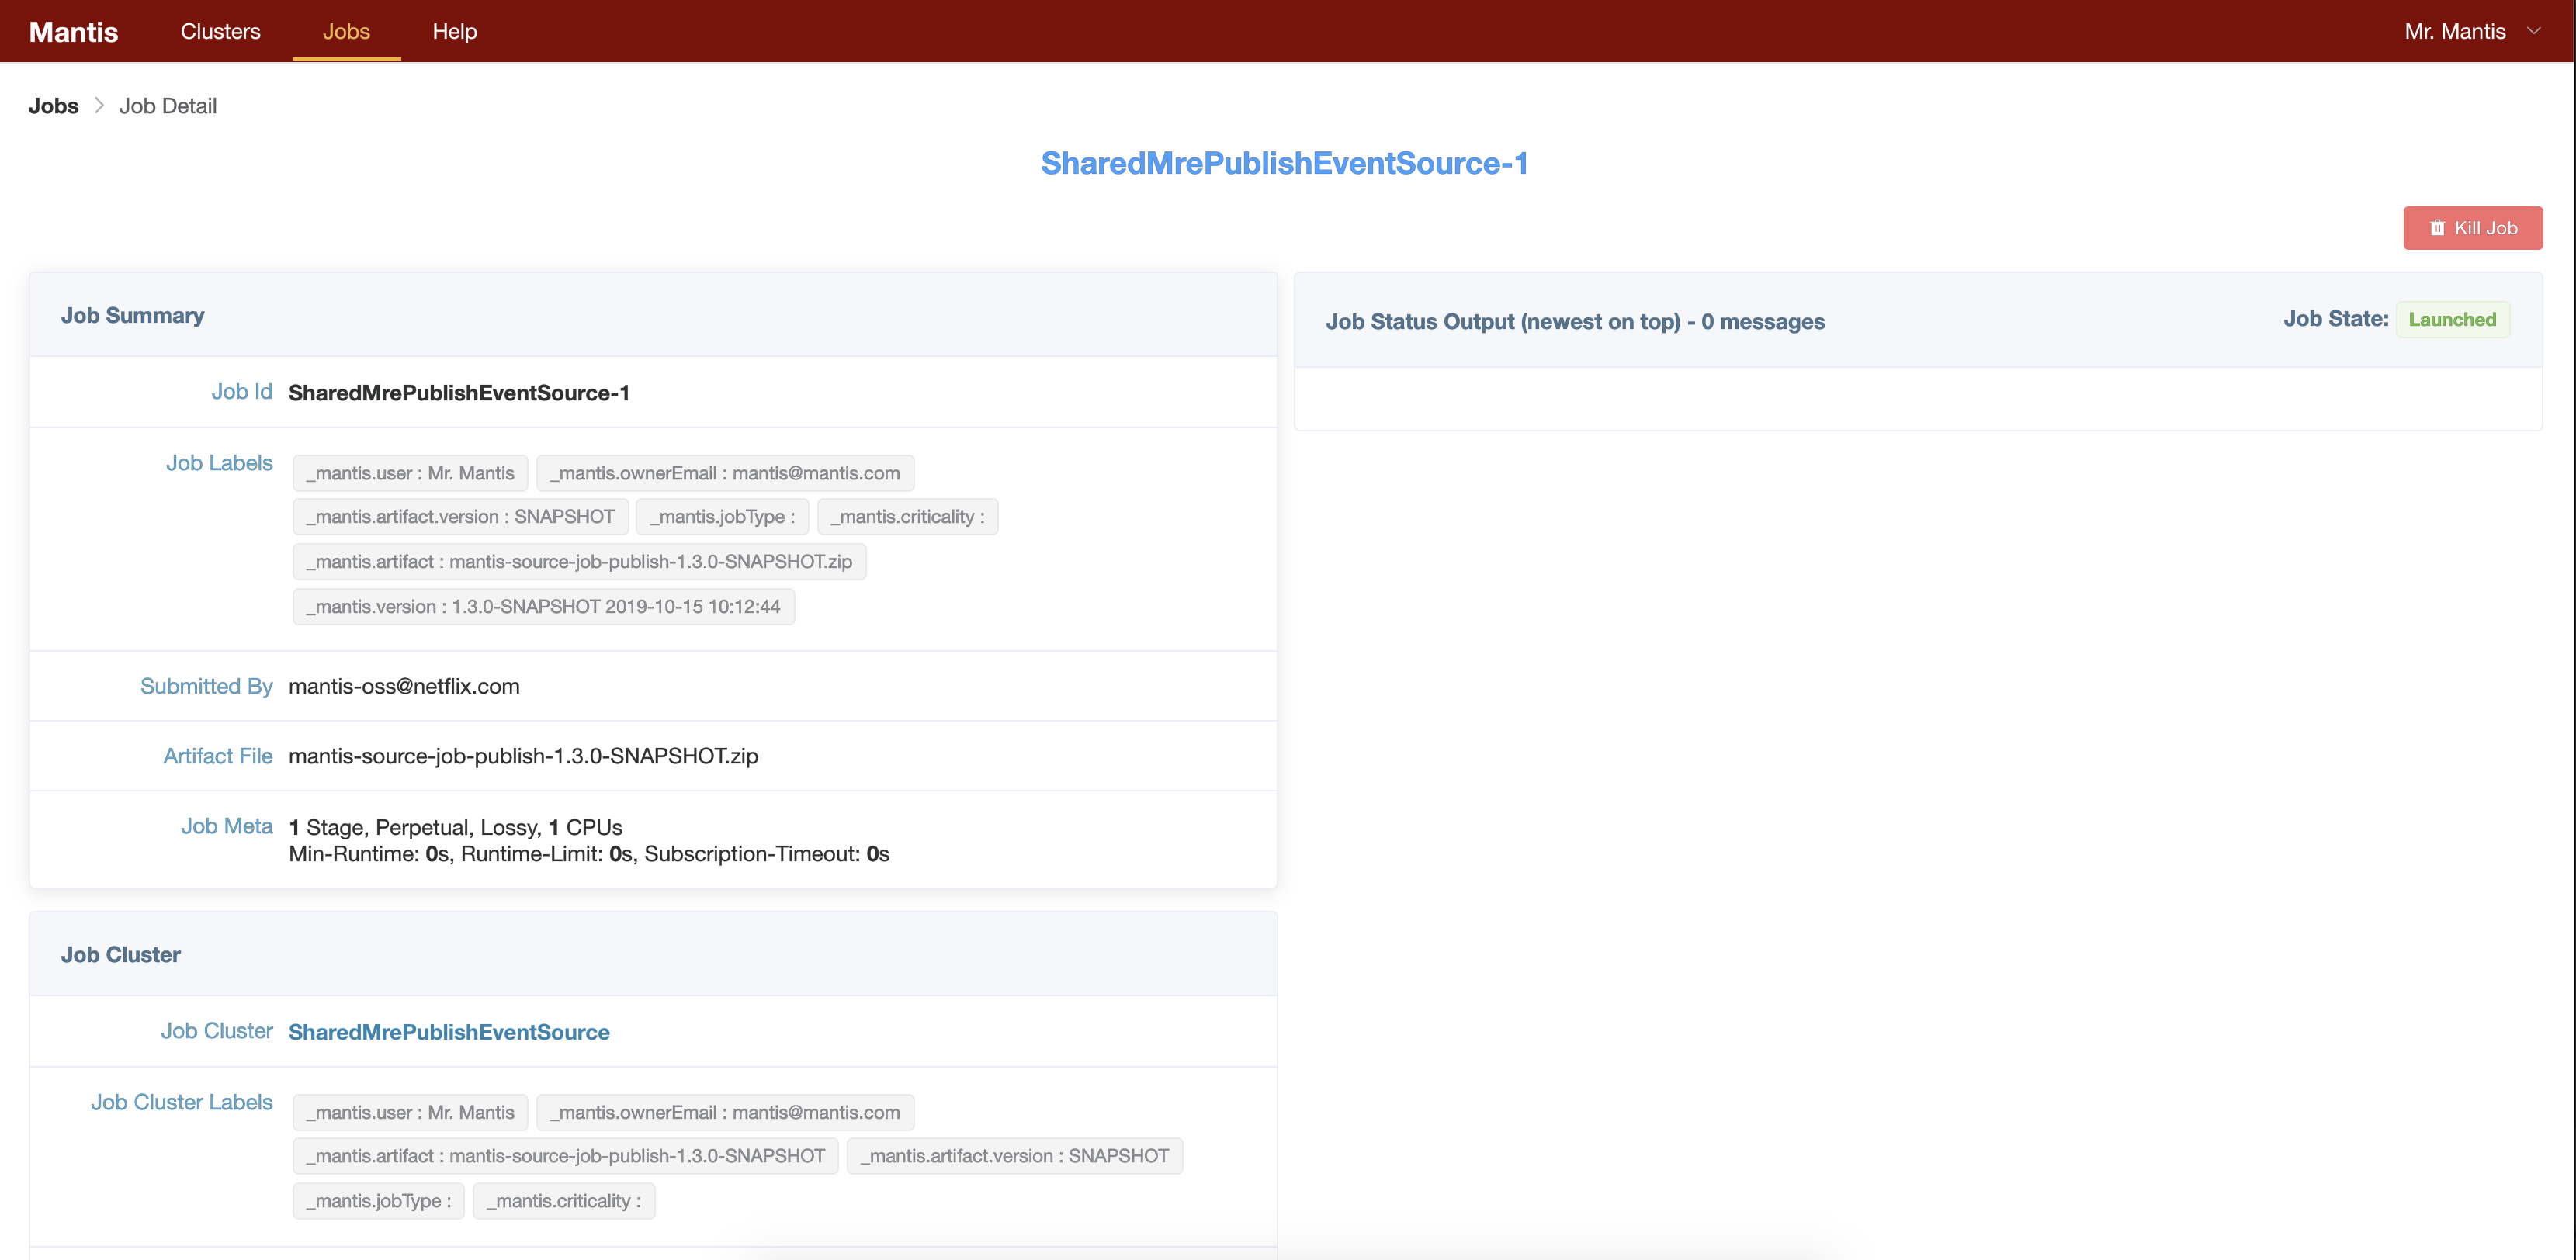 Mantis Clusters Jobs Help Mr. Mantis
Jobs > Job Detail
SharedMrePublishEventSource-1
Kill Job
Job Summary
Job Id SharedMrePublishEventSource-1
Job Labels _mantis.user : Mr. Mantis _mantis.ownerEmail : mantis@mantis.com
_mantis.artifact.version : SNAPSHOT _mantis.jobType : _mantis.criticality :
_mantis.artifact : mantis-source-job-publish-1.3.0-SNAPSHOT.zip
_mantis.version : 1.3.0-SNAPSHOT 2019-10-15 10:12:44
Submitted By mantis-oss@netflix.com
Artifact File mantis-source-job-publish-1.3.0-SNAPSHOT.zip
Job Meta 1 Stage, Perpetual, Lossy, 1 CPUs
Min-Runtime: 0s, Runtime-Limit: 0s, Subscription-Timeout: 0s
Job Status Output (newest on top) - 0 messages Job State: Launched
Job Cluster
Job Cluster SharedMrePublishEventSource
Job Cluster Labels _mantis.user : Mr. Mantis _mantis.ownerEmail : mantis@mantis.com
_mantis.artifact : mantis-source-job-publish-1.3.0-SNAPSHOT _mantis.artifact.version : SNAPSHOT
_mantis.jobType : _mantis.criticality :